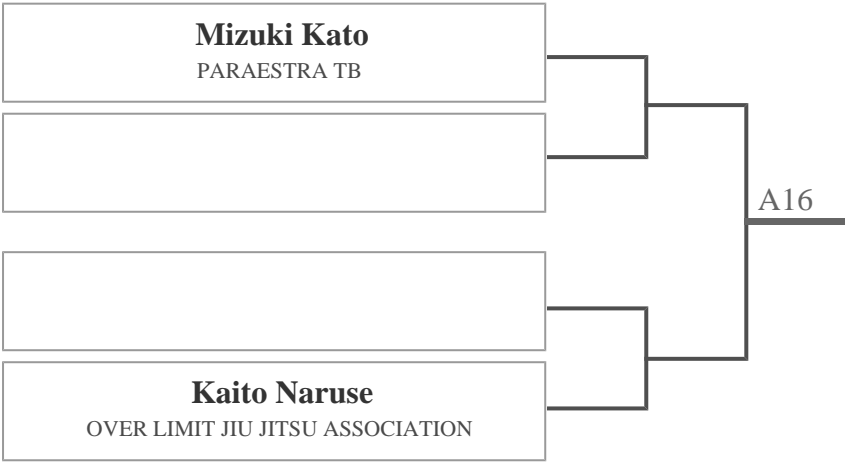 Mizuki Kato
PARAESTRA TB
A16
Kaito Naruse
OVER LIMIT JIU JITSU ASSOCIATION